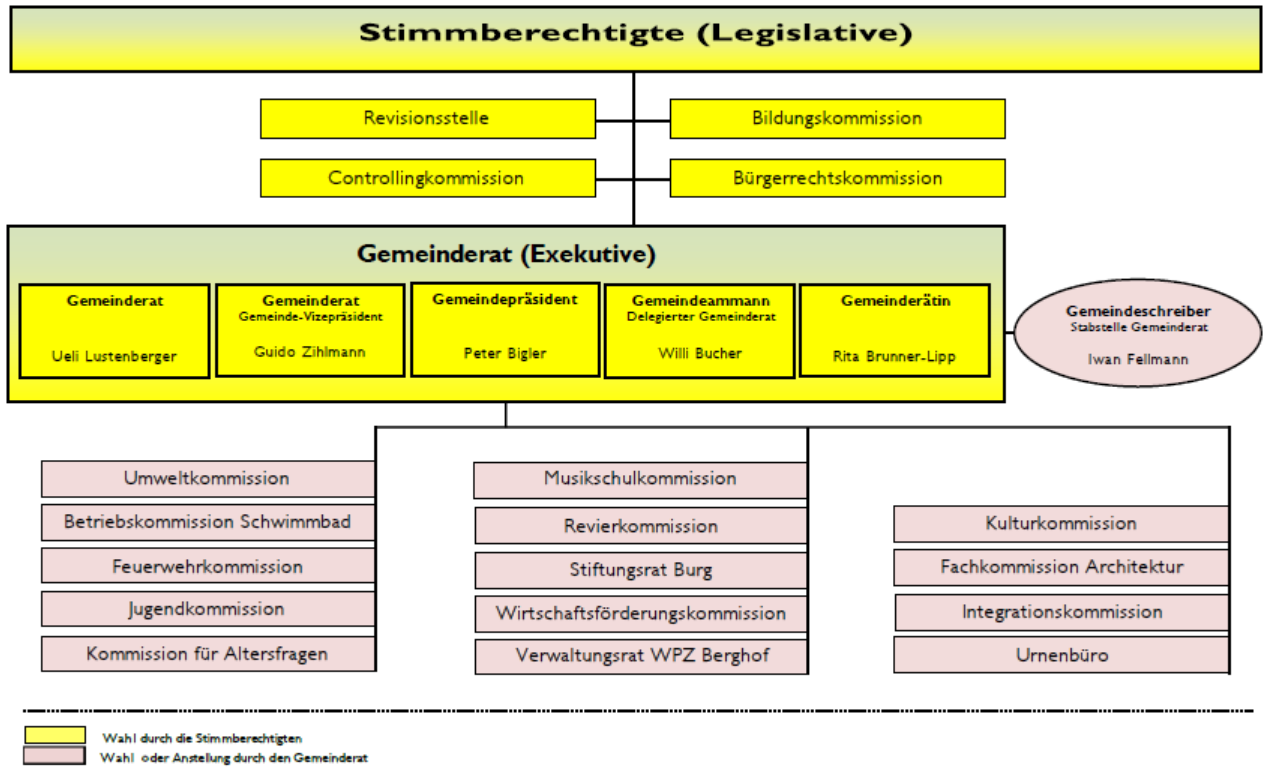 Stimmberechtigte (Legislative)
Revisionsstelle
Bildungskommission
Controllingkommission
Bürgerrechtskommission
Gemeinderat (Exekutive)
Gemeinderat
Ueli Lustenberger
Gemeinderat
Gemeinde-Vizepräsident
Guido Zihlmann
Gemeindepräsident
Peter Bigler
Gemeindeammann
Delegierter Gemeinderat
Willi Bucher
Gemeinderätin
Rita Brunner-Lipp
Gemeindeschreiber
Stabstelle Gemeinderat
Iwan Fellmann
Umweltkommission
Betriebskommission Schwimmbad
Feuerwehrkommission
Jugendkommission
Kommission für Altersfragen
Musikschulkommission
Revierkommission
Stiftungsrat Burg
Wirtschaftsförderungskommission
Verwaltungsrat WPZ Berghof
Kulturkommission
Fachkommission Architektur
Integrationskommission
Urnenbüro
Wahl durch die Stimmberechtigten
Wahl oder Anstellung durch den Gemeinderat